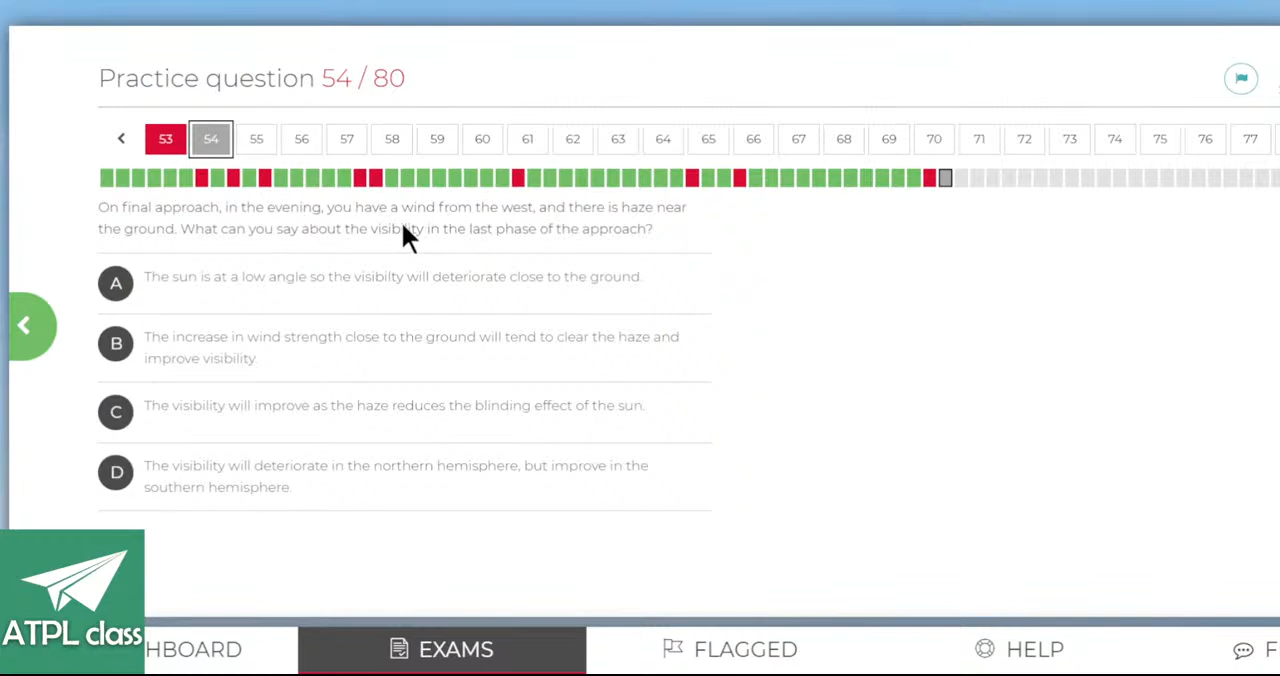 Practice question 54 / 80
53 54 55 56 57 58 59 60 61 62 63 64 65 66 67 68 69 70 71 72 73 74 75 76 77
On final approach, in the evening, you have a wind from the west, and there is haze near
the ground. What can you say about the visibility in the last phase of the approach?
A The sun is at a low angle so the visibilty will deteriorate close to the ground.
B The increase in wind strength close to the ground will tend to clear the haze and
improve visibility.
C The visibility will improve as the haze reduces the blinding effect of the sun.
D The visibility will deteriorate in the northern hemisphere, but improve in the
southern hemisphere.
ATPL class
HBOARD EXAMS FLAGGED HELP F